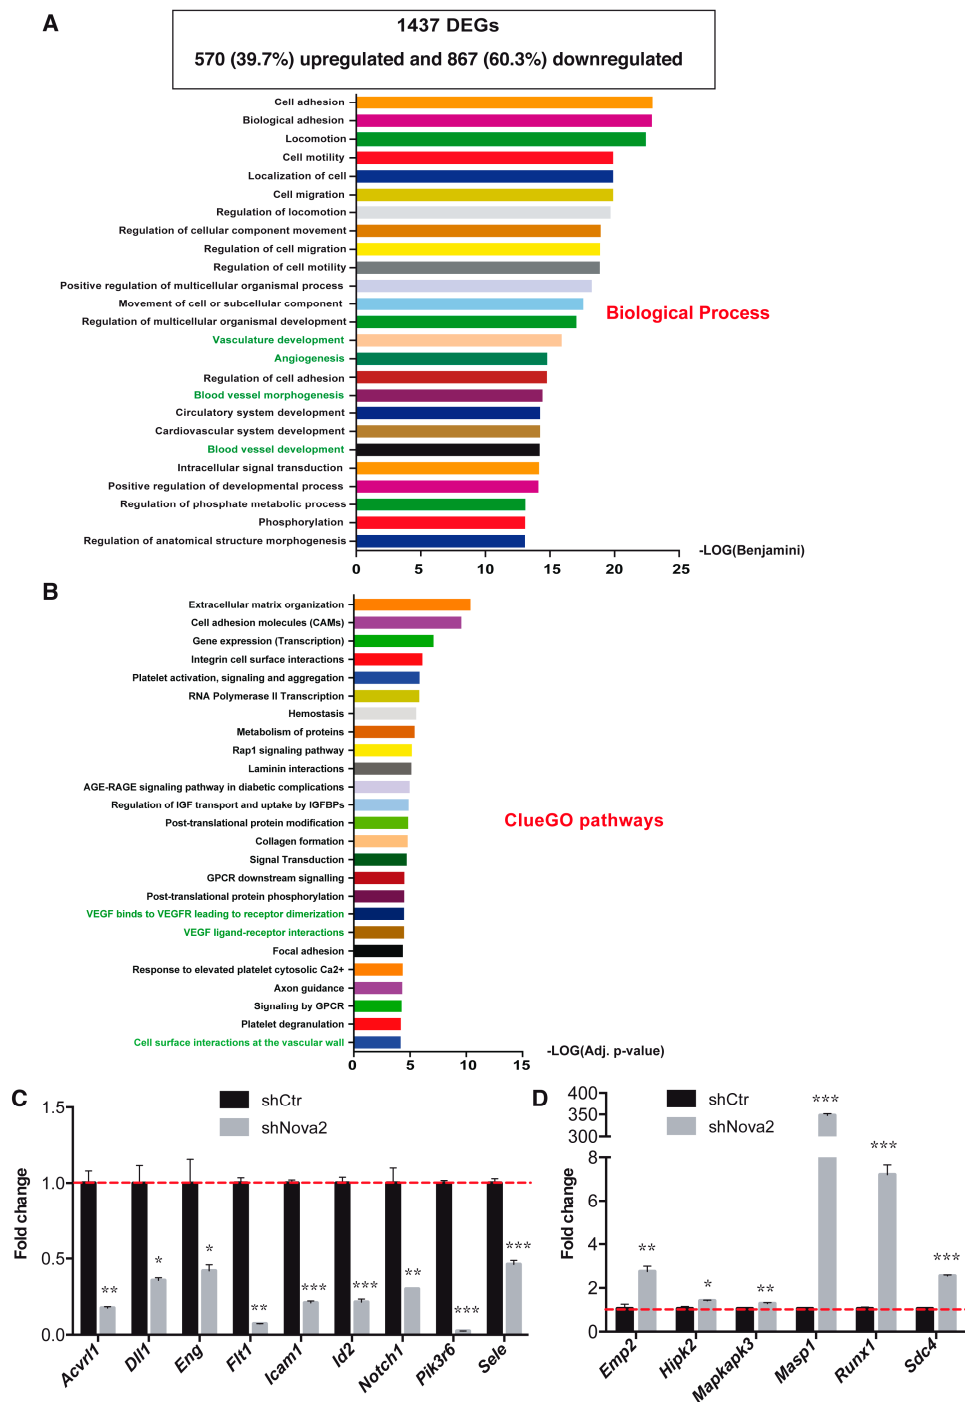 A
1437 DEGs
570 (39.7%) upregulated and 867 (60.3%) downregulated
Cell adhesion
Biological adhesion
Locomotion
Cell motility
Localization of cell
Cell migration
Regulation of locomotion
Regulation of cellular component movement
Regulation of cell migration
Regulation of cell motility
Positive regulation of multicellular organismal process
Movement of cell or subcellular component
Regulation of multicellular organismal development
Vasculature development
Angiogenesis
Regulation of cell adhesion
Blood vessel morphogenesis
Circulatory system development
Cardiovascular system development
Blood vessel development
Intracellular signal transduction
Positive regulation of developmental process
Regulation of phosphate metabolic process
Phosphorylation
Regulation of anatomical structure morphogenesis
Biological Process
-LOG(Benjamini)
0 5 10 15 20 25
B
Extracellular matrix organization
Cell adhesion molecules (CAMs)
Gene expression (Transcription)
Integrin cell surface interactions
Platelet activation, signaling and aggregation
RNA Polymerase II Transcription
Hemostasis
Metabolism of proteins
Rap1 signaling pathway
Laminin interactions
AGE-RAGE signaling pathway in diabetic complications
Regulation of IGF transport and uptake by IGFBPs
Post-translational protein modification
Collagen formation
Signal Transduction
GPCR downstream signalling
Post-translational protein phosphorylation
VEGF binds to VEGFR leading to receptor dimerization
VEGF ligand-receptor interactions
Focal adhesion
Response to elevated platelet cytosolic Ca2+
Axon guidance
Signaling by GPCR
Platelet degranulation
Cell surface interactions at the vascular wall
ClueGO pathways
-LOG(Adj. p-value)
0 5 10 15
C
shCtr
shNova2
Fold change
1.5
1.0
0.5
0.0
** * * ** *** *** ** *** ***
Acvrl1 Dll1 Eng Flt1 Icam1 Id2 Notch1 Pik3r6 Sele
D
shCtr
shNova2
Fold change
400
350
300
8
6
4
2
0
** * ** *** *** ***
Emp2 Hipk2 Mapkapk3 Masp1 Runx1 Sdc4